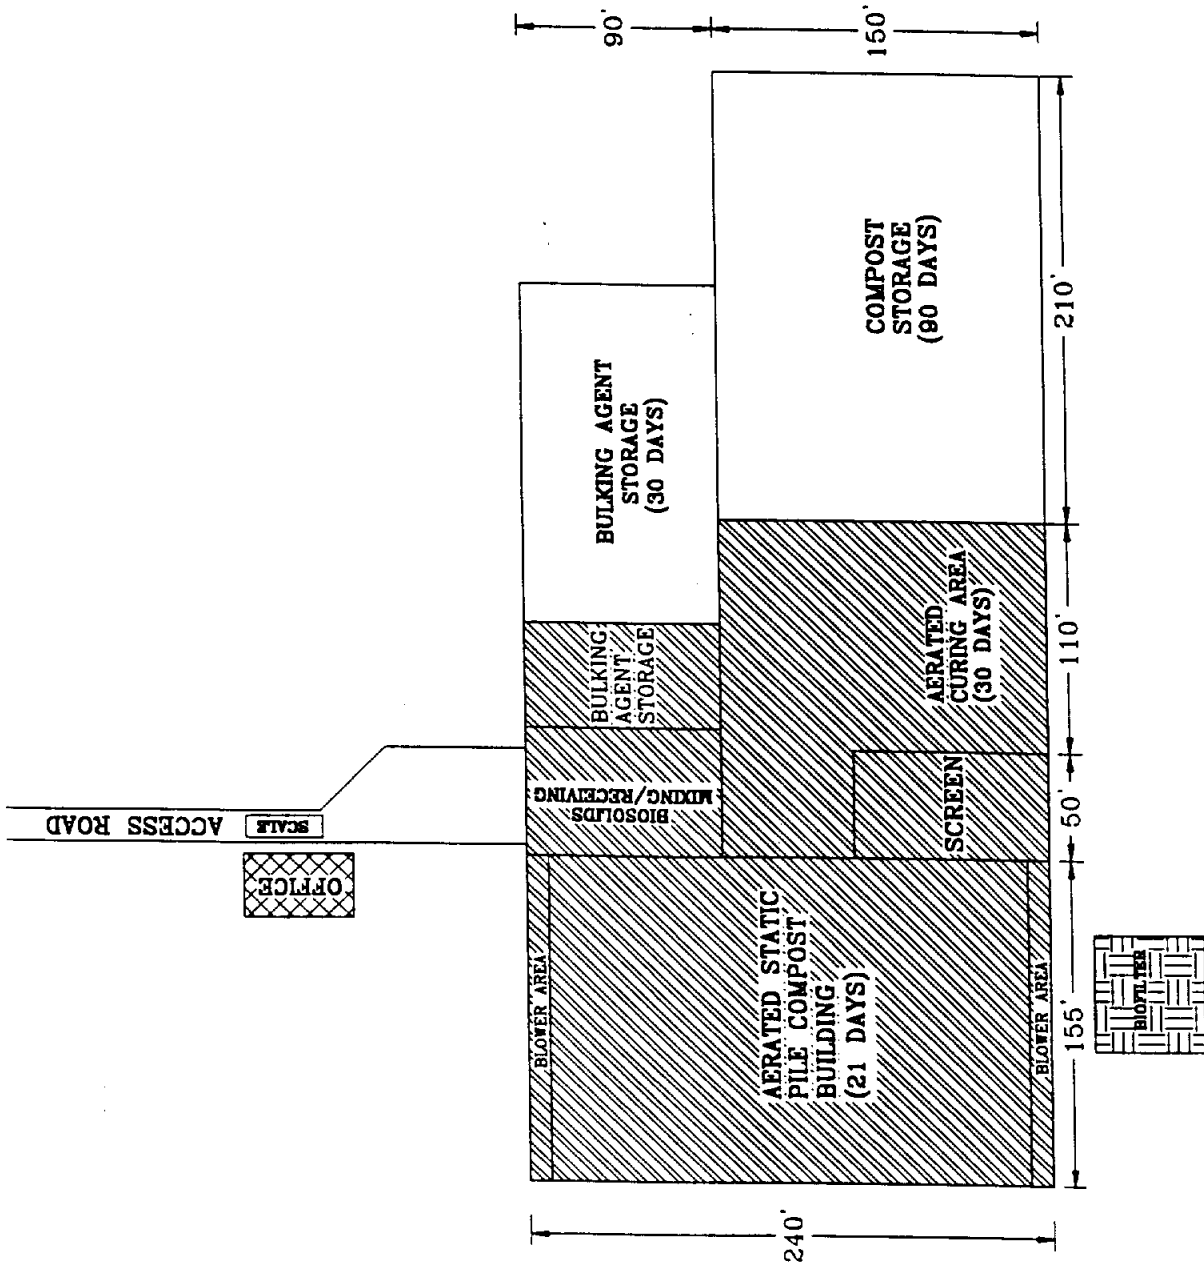 90'
150'
BULKING AGENT
STORAGE
(30 DAYS)
COMPOST
STORAGE
(90 DAYS)
210'
BULKING
AGENT
STORAGE
AERATED
CURING AREA
(30 DAYS)
110'
ACCESS ROAD
SCALE
BIOSOLIDS
MIXING/RECEIVING
SCREEN
50'
OFFICE
BLOWER AREA
AERATED STATIC
PILE COMPOST
BUILDING
(21 DAYS)
BLOWER AREA
155'
BIOFILTER
240'